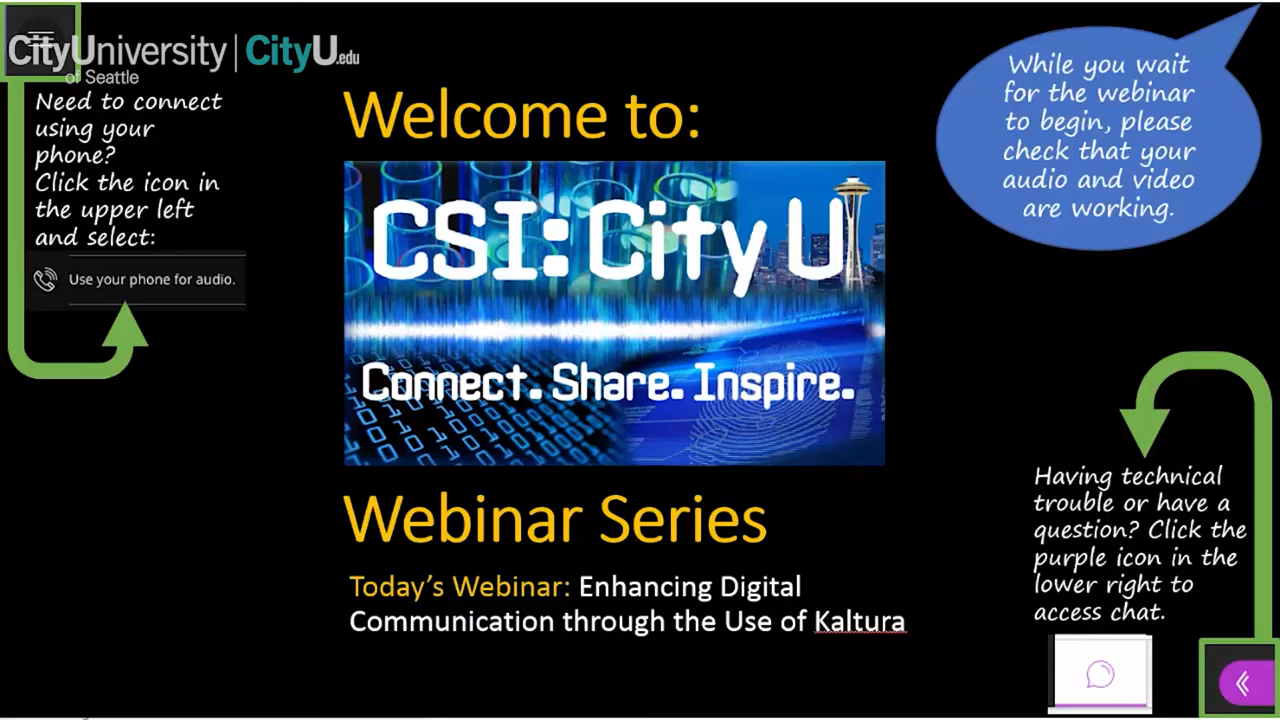 CityUniversity | CityU.edu
of Seattle
Need to connect
using your
phone?
Click the icon in
the upper left
and select:
Use your phone for audio.
Welcome to:
CSI: City U
Connect. Share. Inspire.
Webinar Series
Today's Webinar: Enhancing Digital
Communication through the Use of Kaltura
While you wait
for the webinar
to begin, please
check that your
audio and video
are working.
Having technical
trouble or have a
question? Click the
purple icon in the
lower right to
access chat.